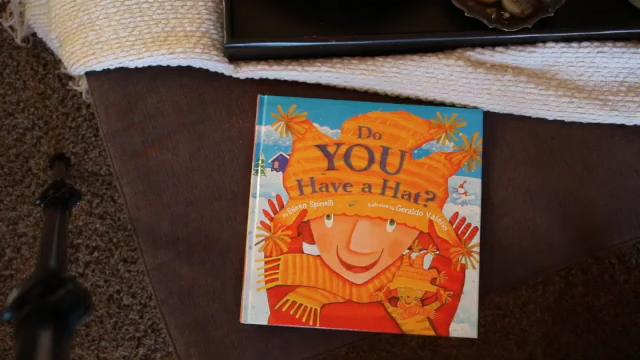 Do
YOU
Have a Hat?
by Eileen Spinelli
illustrated by Geraldo Valério